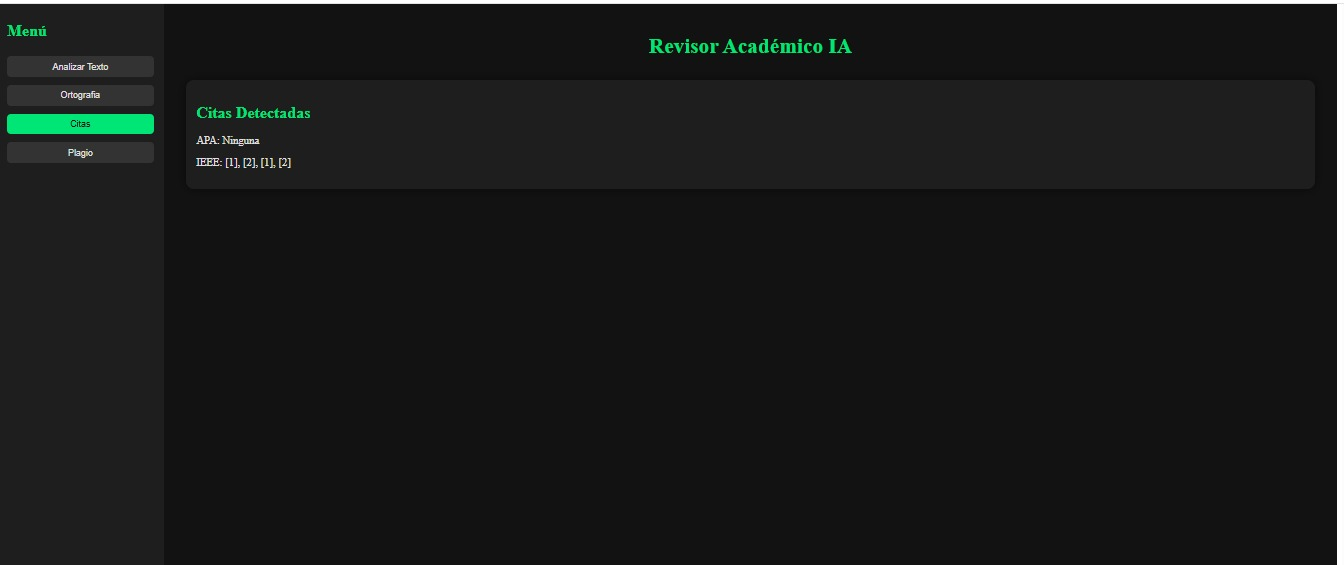 Menú
Analizar Texto
Ortografía
Citas
Plagio
Revisor Académico IA
Citas Detectadas
APA: Ninguna
IEEE: [1], [2], [1], [2]